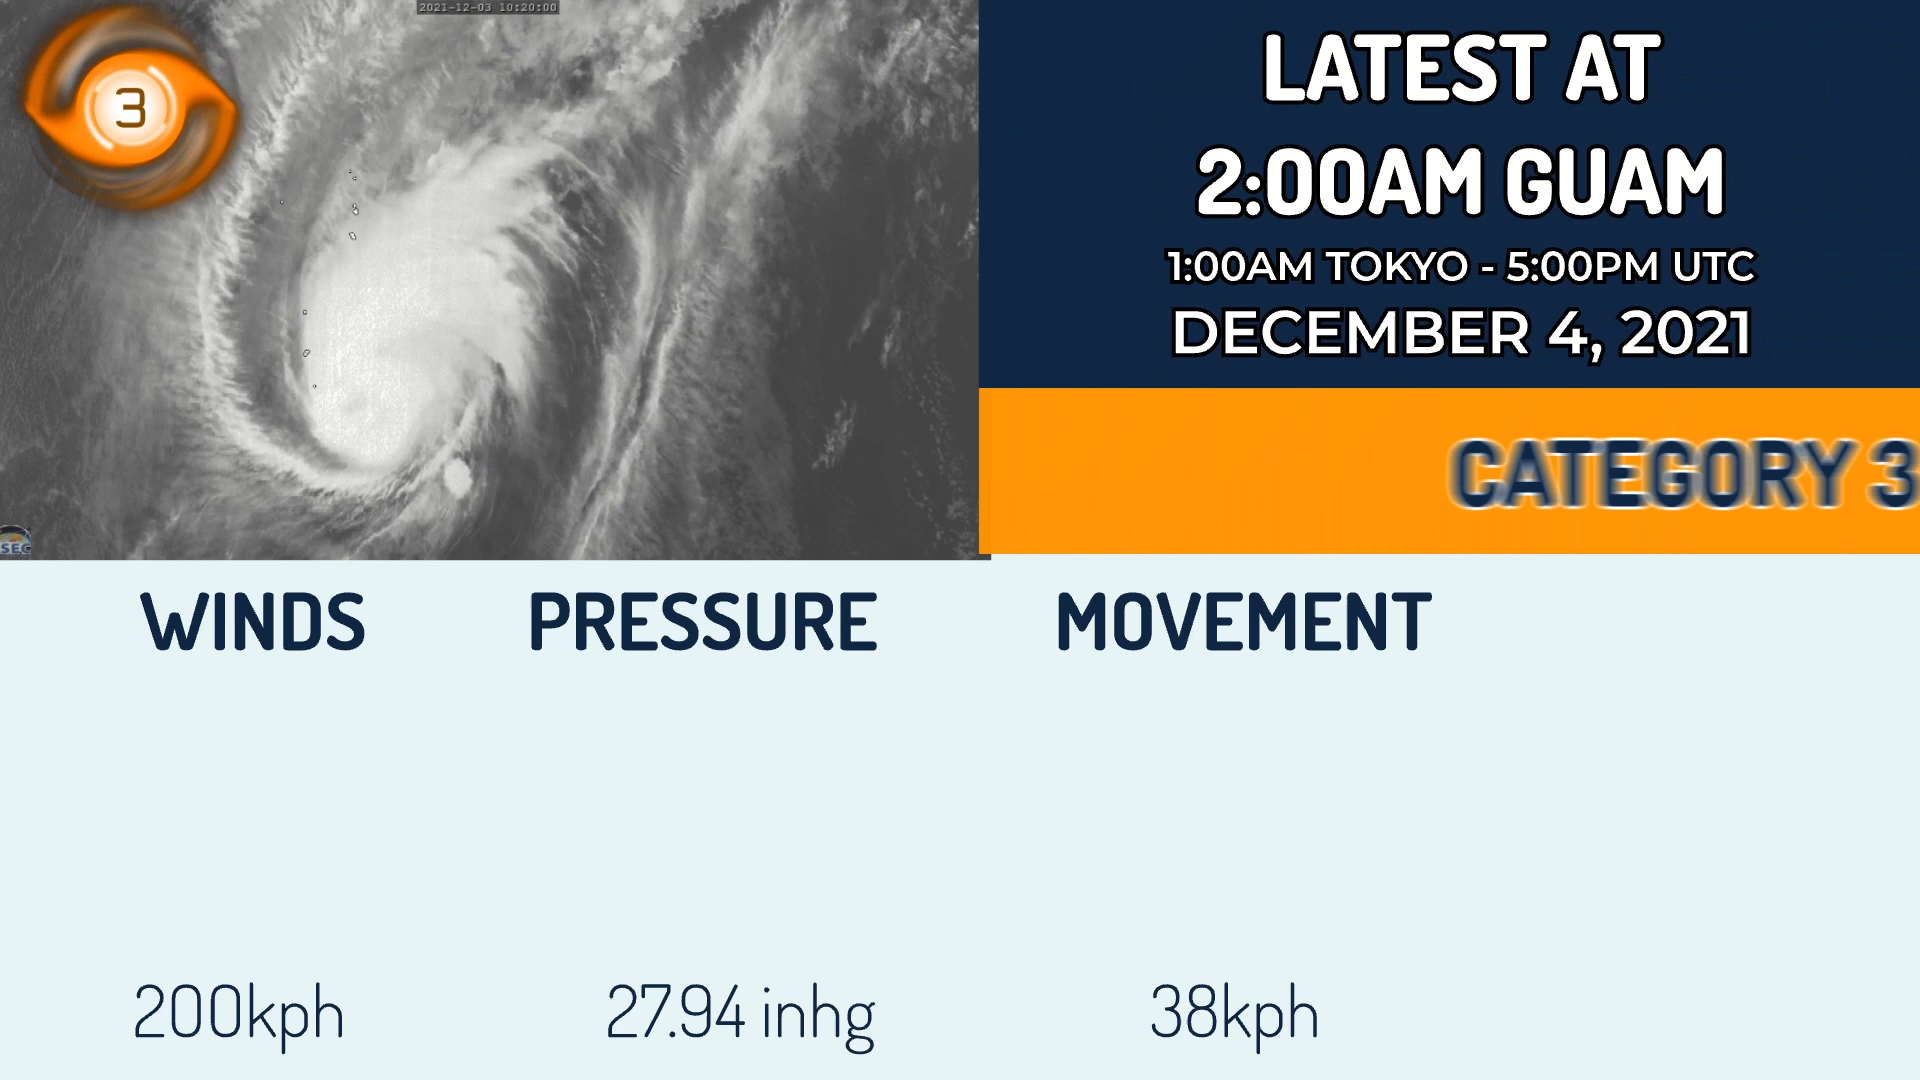 2021-12-03 10:20:00
3
SEC
LATEST AT
2:00AM GUAM
1:00AM TOKYO - 5:00PM UTC
DECEMBER 4, 2021
CATEGORY 3
WINDS PRESSURE MOVEMENT
200kph 27.94 inhg 38kph